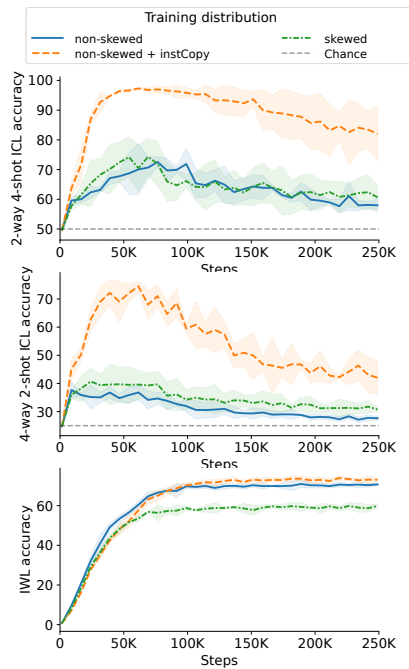 Training distribution
non-skewed
skewed
non-skewed + instCopy
Chance
2-way 4-shot ICL accuracy
100
90
80
70
60
50
0
50K
100K
150K
200K
250K
Steps
4-way 2-shot ICL accuracy
70
60
50
40
30
0
50K
100K
150K
200K
250K
Steps
IWL accuracy
60
40
20
0
0
50K
100K
150K
200K
250K
Steps